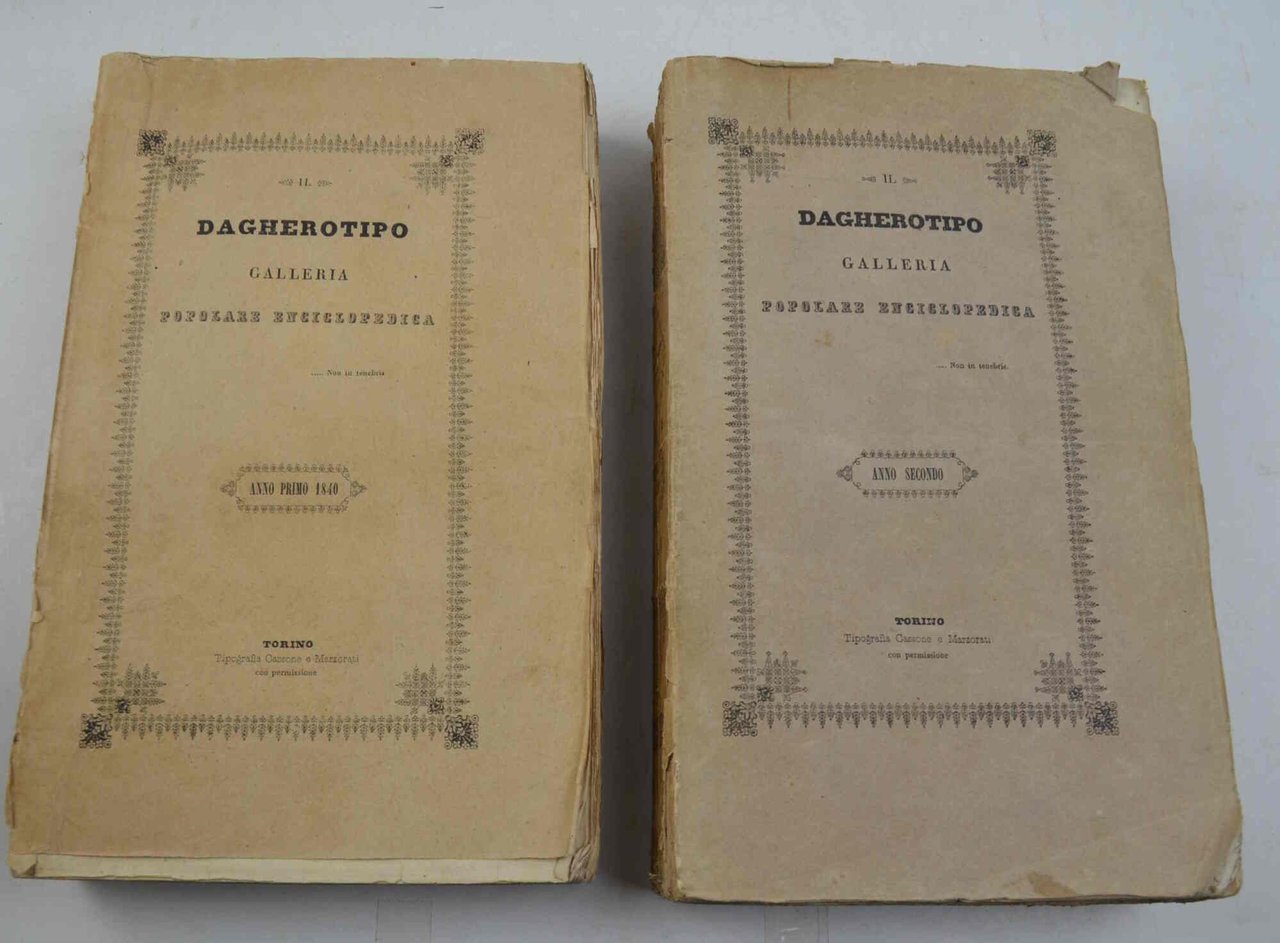 IL
DAGHEROTIPO
GALLERIA
POPOLARE ENCICLOPEDICA
..... Non in tenebris
ANNO PRIMO 1840
TORINO
Tipografia Cassone e Marzorati
con permissione
IL
DAGHEROTIPO
GALLERIA
POPOLARE ENCICLOPEDICA
... Non in tenebris.
ANNO SECONDO
TORINO
Tipografia Cassone e Marzorati
con permissione